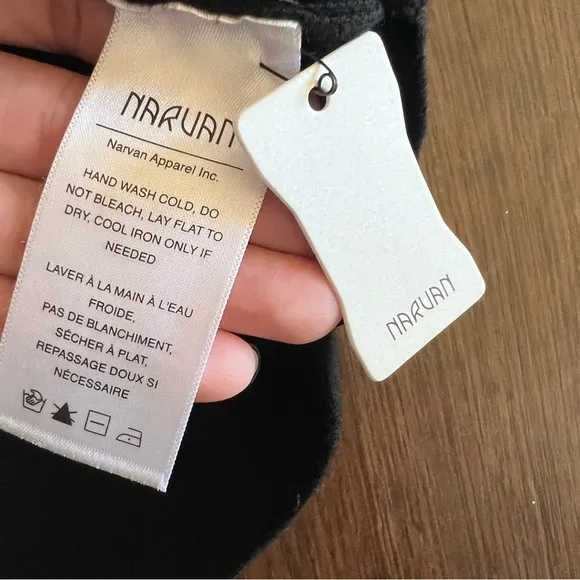 NARVAN
Narvan Apparel Inc.
HAND WASH COLD, DO
NOT BLEACH, LAY FLAT TO
DRY, COOL IRON ONLY IF
NEEDED
LAVER À LA MAIN À L'EAU
FROIDE,
PAS DE BLANCHIMENT,
SÉCHER À PLAT,
REPASSAGE DOUX SI
NÉCESSAIRE
NARVAN